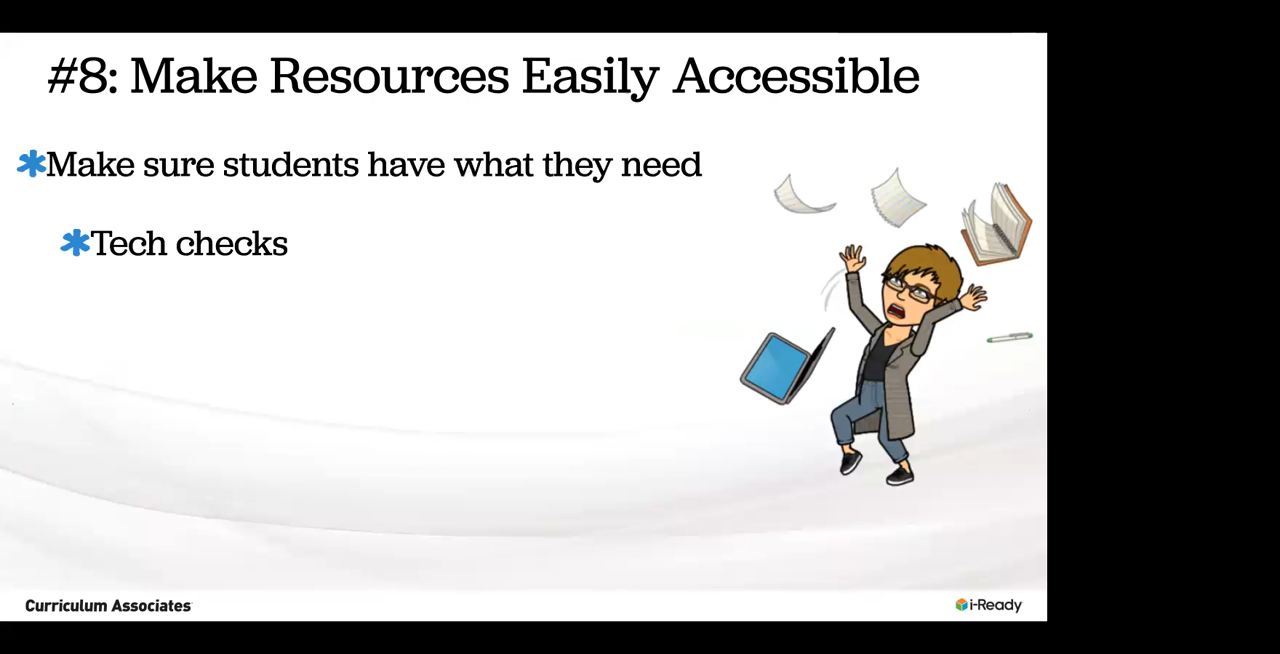 #8: Make Resources Easily Accessible
*Make sure students have what they need
*Tech checks
Curriculum Associates
i-Ready